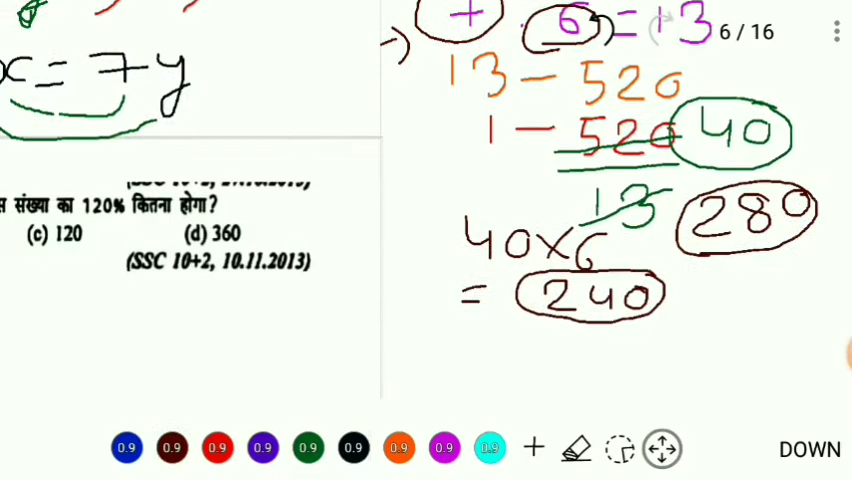 6 = 13
6 / 16
x = 7 y
13 - 520
1 - 520 40
13
280
स संख्या का 120% कितना होगा?
(c) 120 (d) 360
(SSC 10+2, 10.11.2013)
40×6
= 240
0.9 0.9 0.9 0.9 0.9 0.9 0.9 0.9 0.9
DOWN